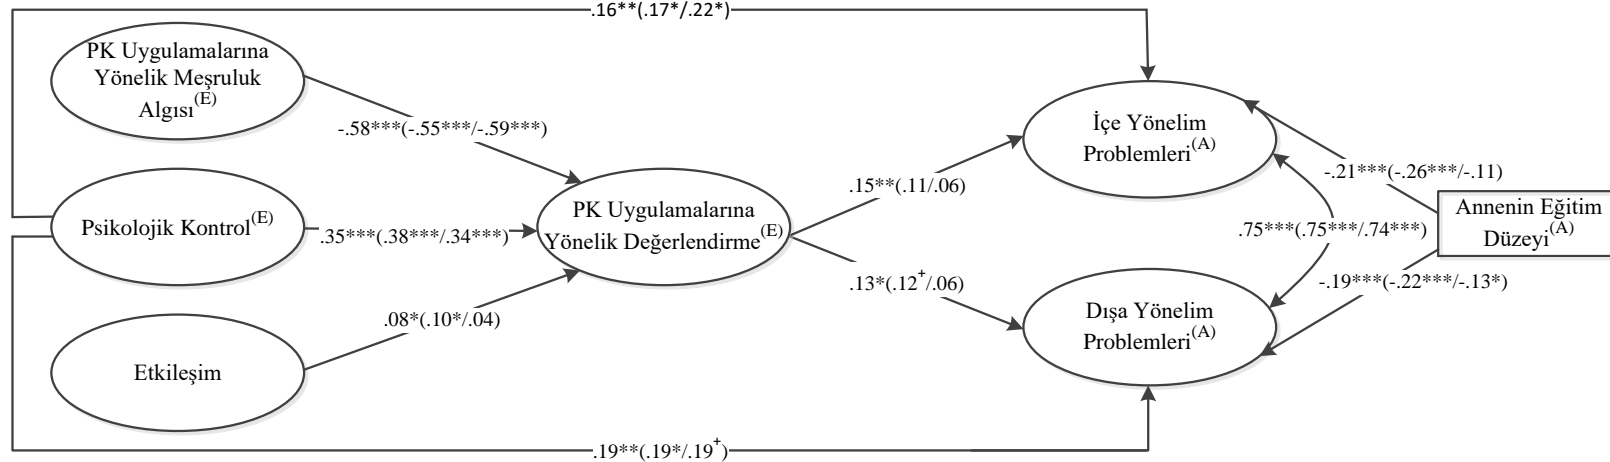 .16**(.17*/.22*)
PK Uygulamalarına
Yönelik Meşruluk
Algısı(E)
-.58***(-.55***/-.59***)
Psikolojik Kontrol(E)
.35***(.38***/.34***)
Etkileşim
.08*(.10*/.04)
PK Uygulamalarına
Yönelik Değerlendirme(E)
.15**(.11/.06)
.13*(.12+/.06)
İçe Yönelim
Problemleri(A)
Dışa Yönelim
Problemleri(A)
-.21***(-.26***/-.11)
.75***(.75***/.74***)
-.19***(-.22***/-.13*)
Annenin Eğitim
Düzeyi(A)
.19**(.19*/.19+)